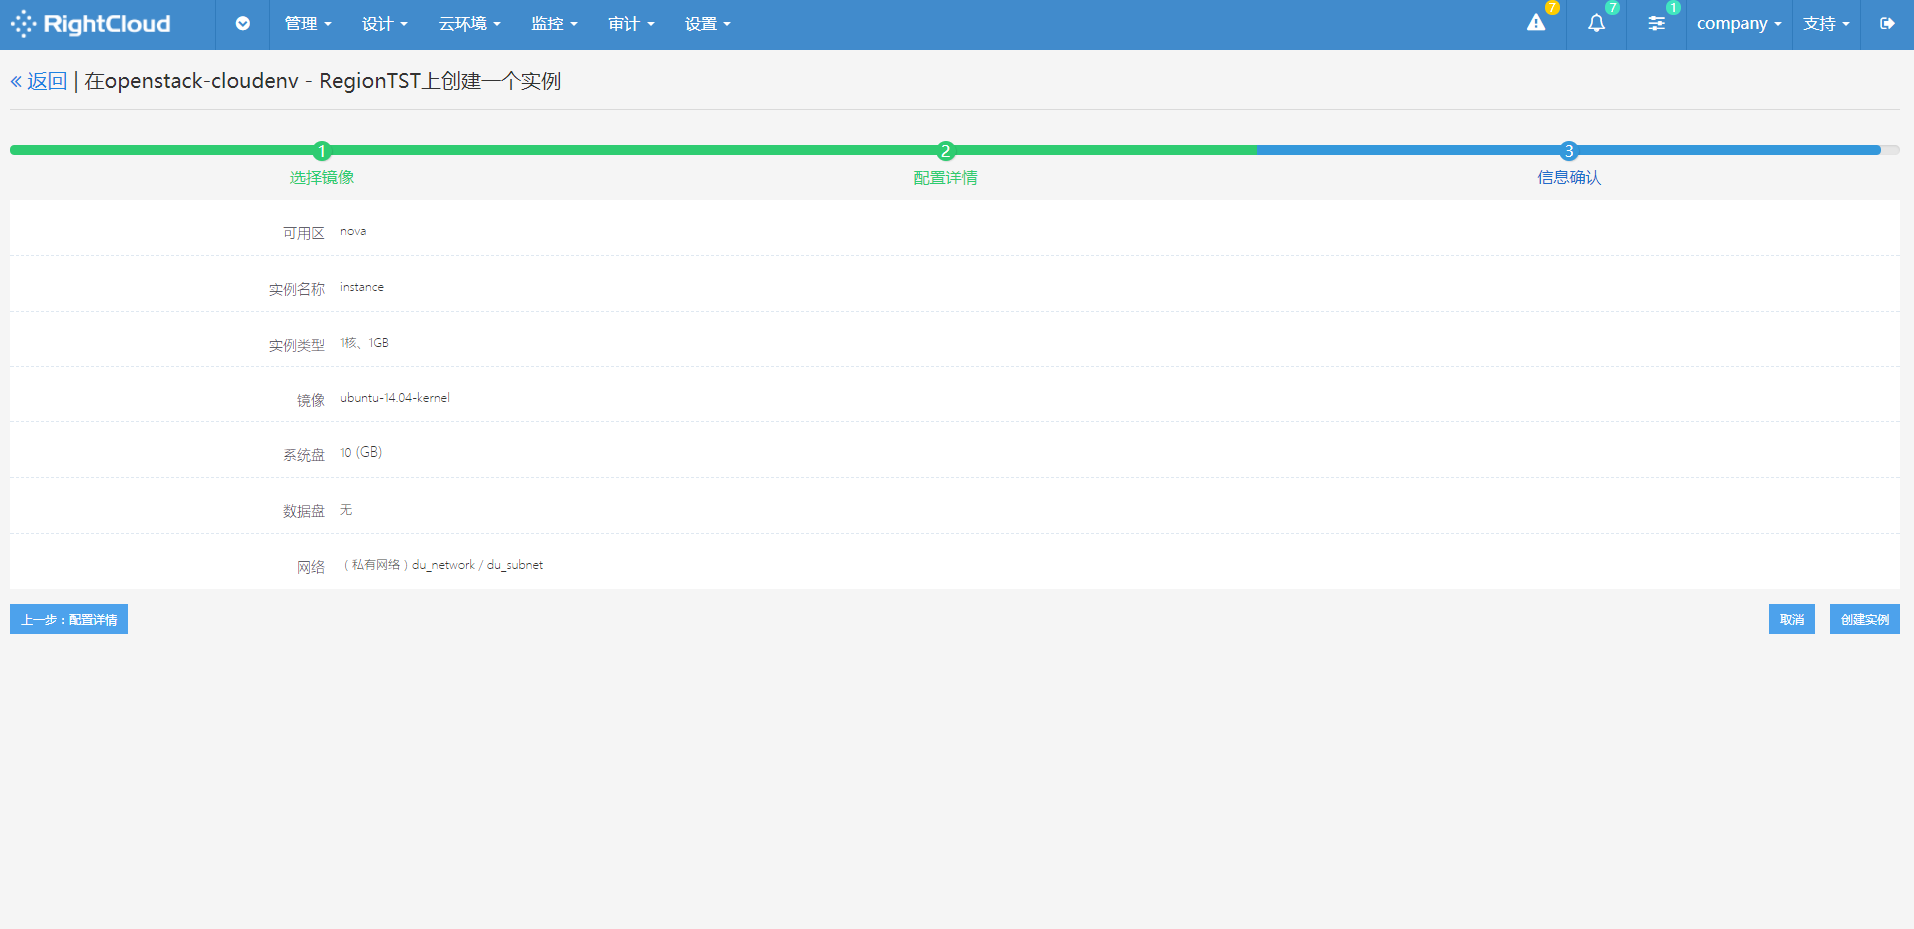 RightCloud 管理 设计 云环境 监控 审计 设置 7 7 1 company 支持
« 返回 | 在openstack-cloudenv - RegionTST上创建一个实例
1 2 3
选择镜像 配置详情 信息确认
可用区 nova
实例名称 instance
实例类型 1核、1GB
镜像 ubuntu-14.04-kernel
系统盘 10 (GB)
数据盘 无
网络 （私有网络）du_network / du_subnet
上一步：配置详情 取消 创建实例